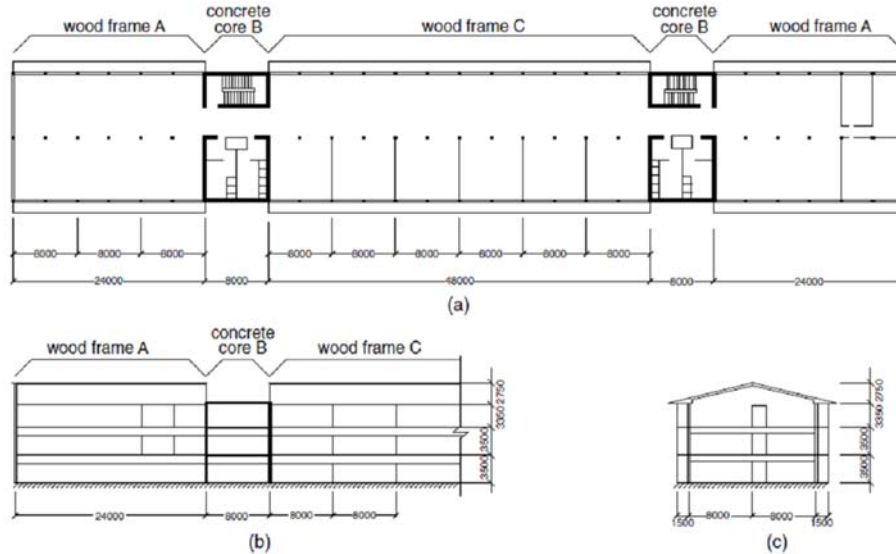 wood frame A
concrete
core B
wood frame C
concrete
core B
wood frame A
8000 8000 8000 8000 8000 8000 8000 8000 8000
24000 8000 48000 8000 24000
(a)
wood frame A
concrete
core B
wood frame C
2750
3350
3500
3500
24000 8000 8000 8000
(b)
2750
3350
3500
3500
1500 8000 8000 1500
(c)